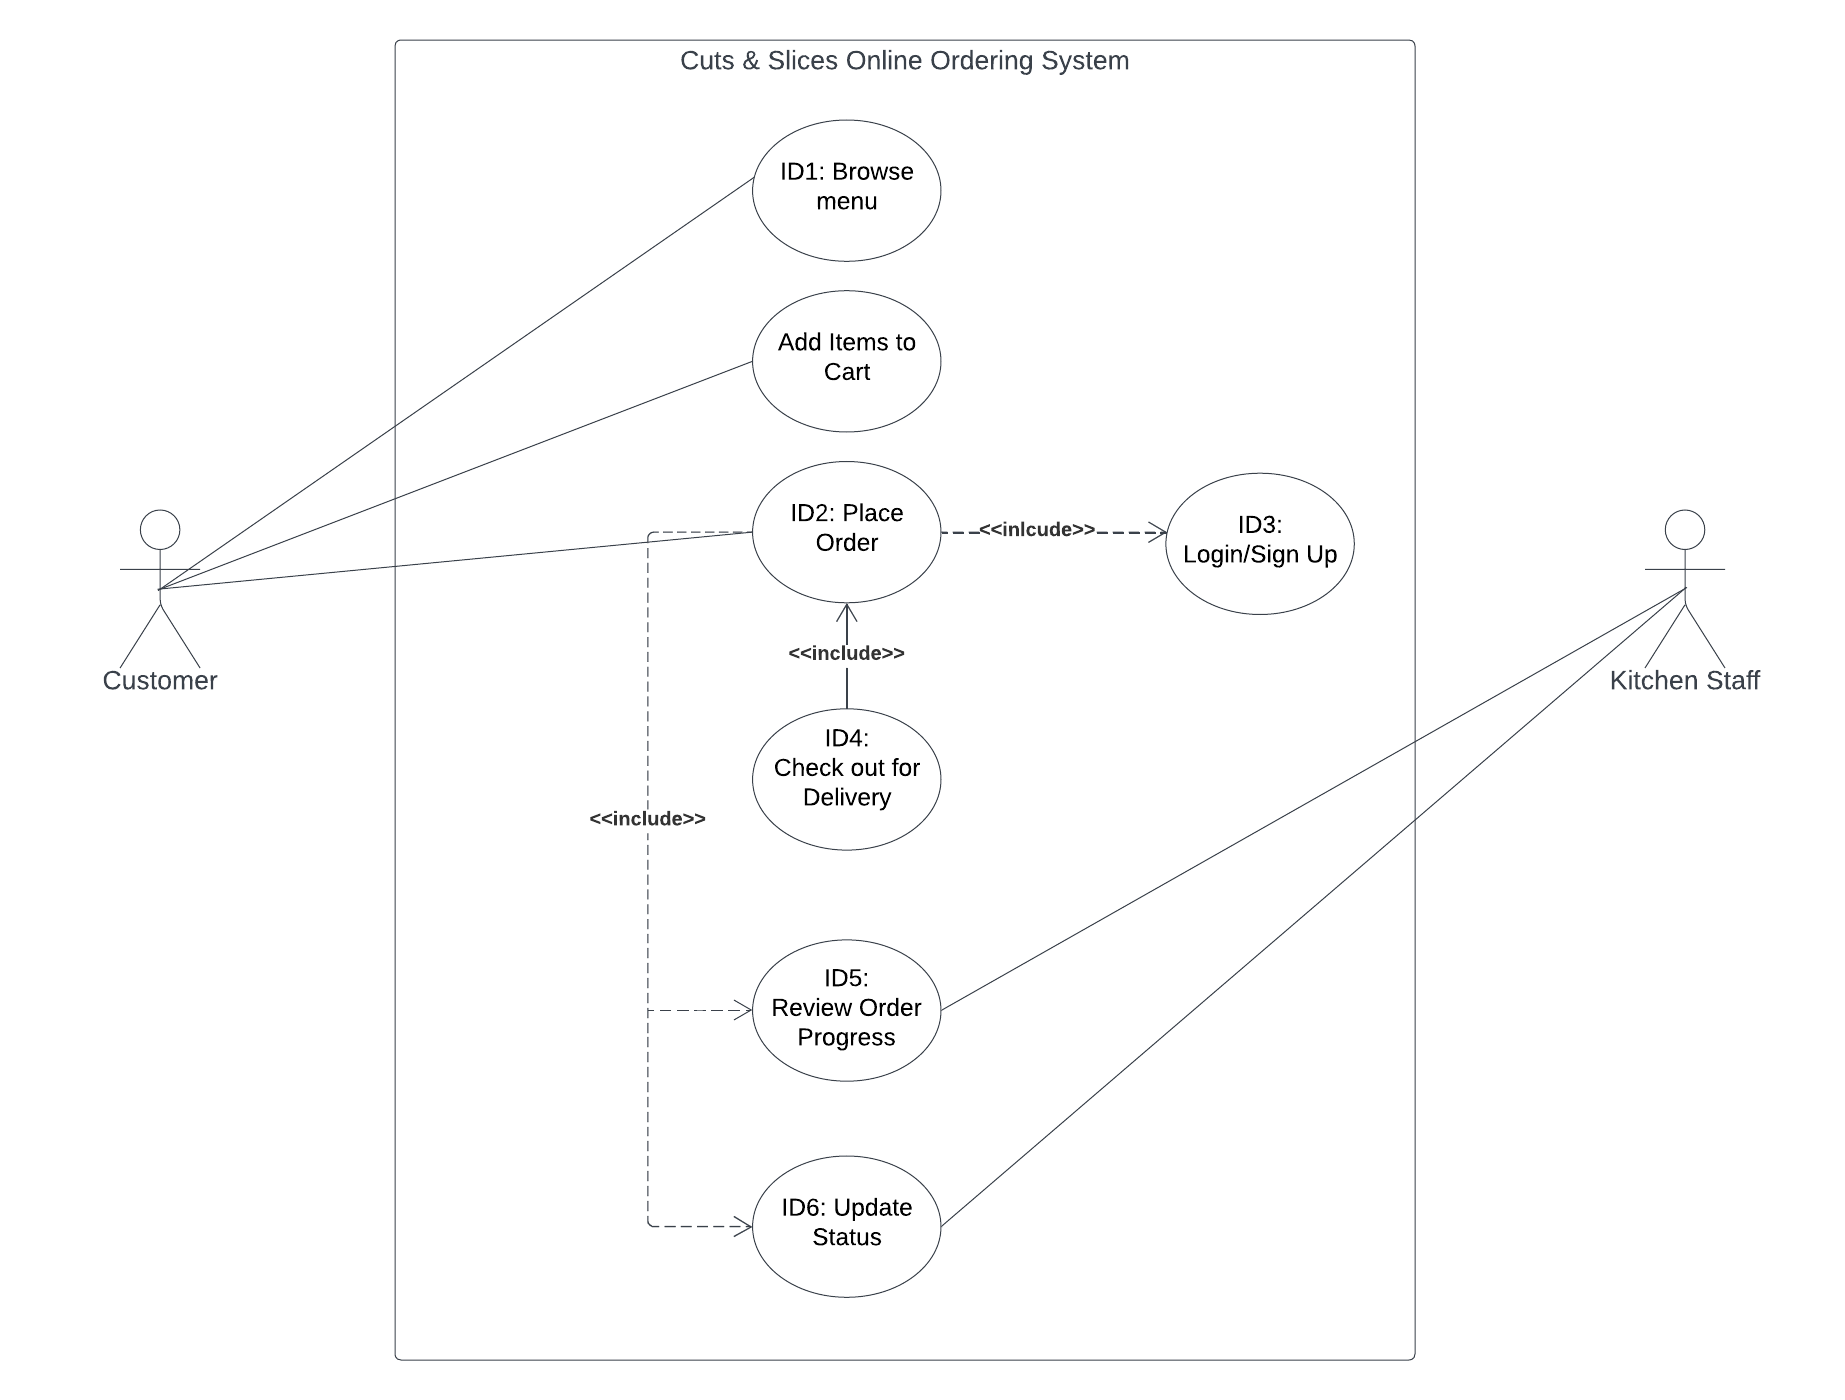 Cuts & Slices Online Ordering System
ID1: Browse
menu
Add Items to
Cart
ID2: Place
Order
<<inlcude>>
ID3:
Login/Sign Up
<<include>>
Customer
Kitchen Staff
ID4:
Check out for
Delivery
<<include>>
ID5:
Review Order
Progress
ID6: Update
Status